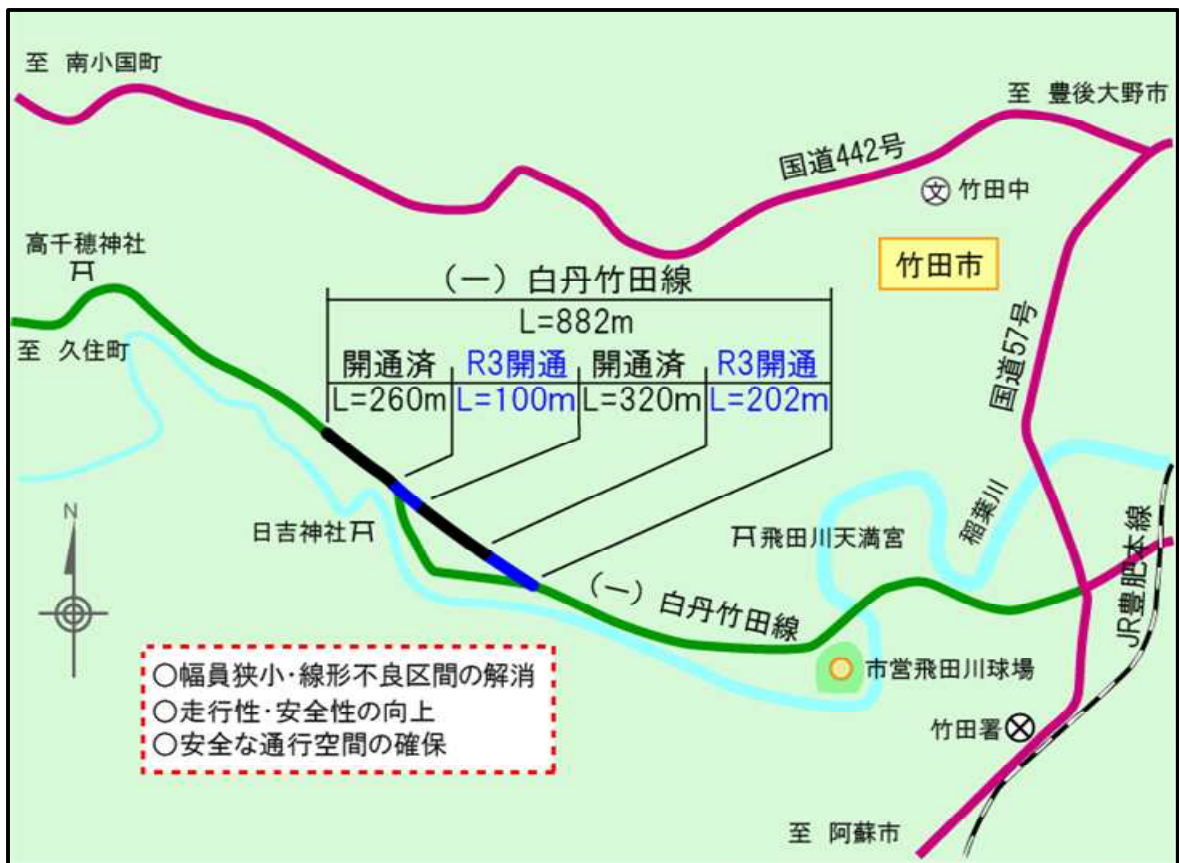 至 南小国町
至 豊後大野市
国道442号
竹田中
文
高千穂神社
竹田市
(一)白丹竹田線
L=882m
至 久住町
開通済 R3開通 開通済 R3開通
L=260m L=100m L=320m L=202m
国道57号
N
日吉神社
飛田川天満宮
稲葉川
(一) 白丹竹田線
JR豊肥本線
○幅員狭小・線形不良区間の解消
○走行性・安全性の向上
○安全な通行空間の確保
市営飛田川球場
竹田署
至 阿蘇市